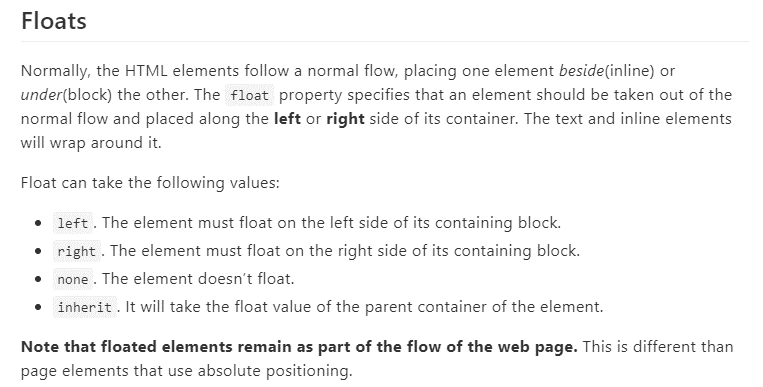 Floats
Normally, the HTML elements follow a normal flow, placing one element beside(inline) or
under(block) the other. The float property specifies that an element should be taken out of the
normal flow and placed along the left or right side of its container. The text and inline elements
will wrap around it.
Float can take the following values:
• left . The element must float on the left side of its containing block.
• right . The element must float on the right side of its containing block.
• none . The element doesn't float.
• inherit . It will take the float value of the parent container of the element.
Note that floated elements remain as part of the flow of the web page. This is different than
page elements that use absolute positioning.